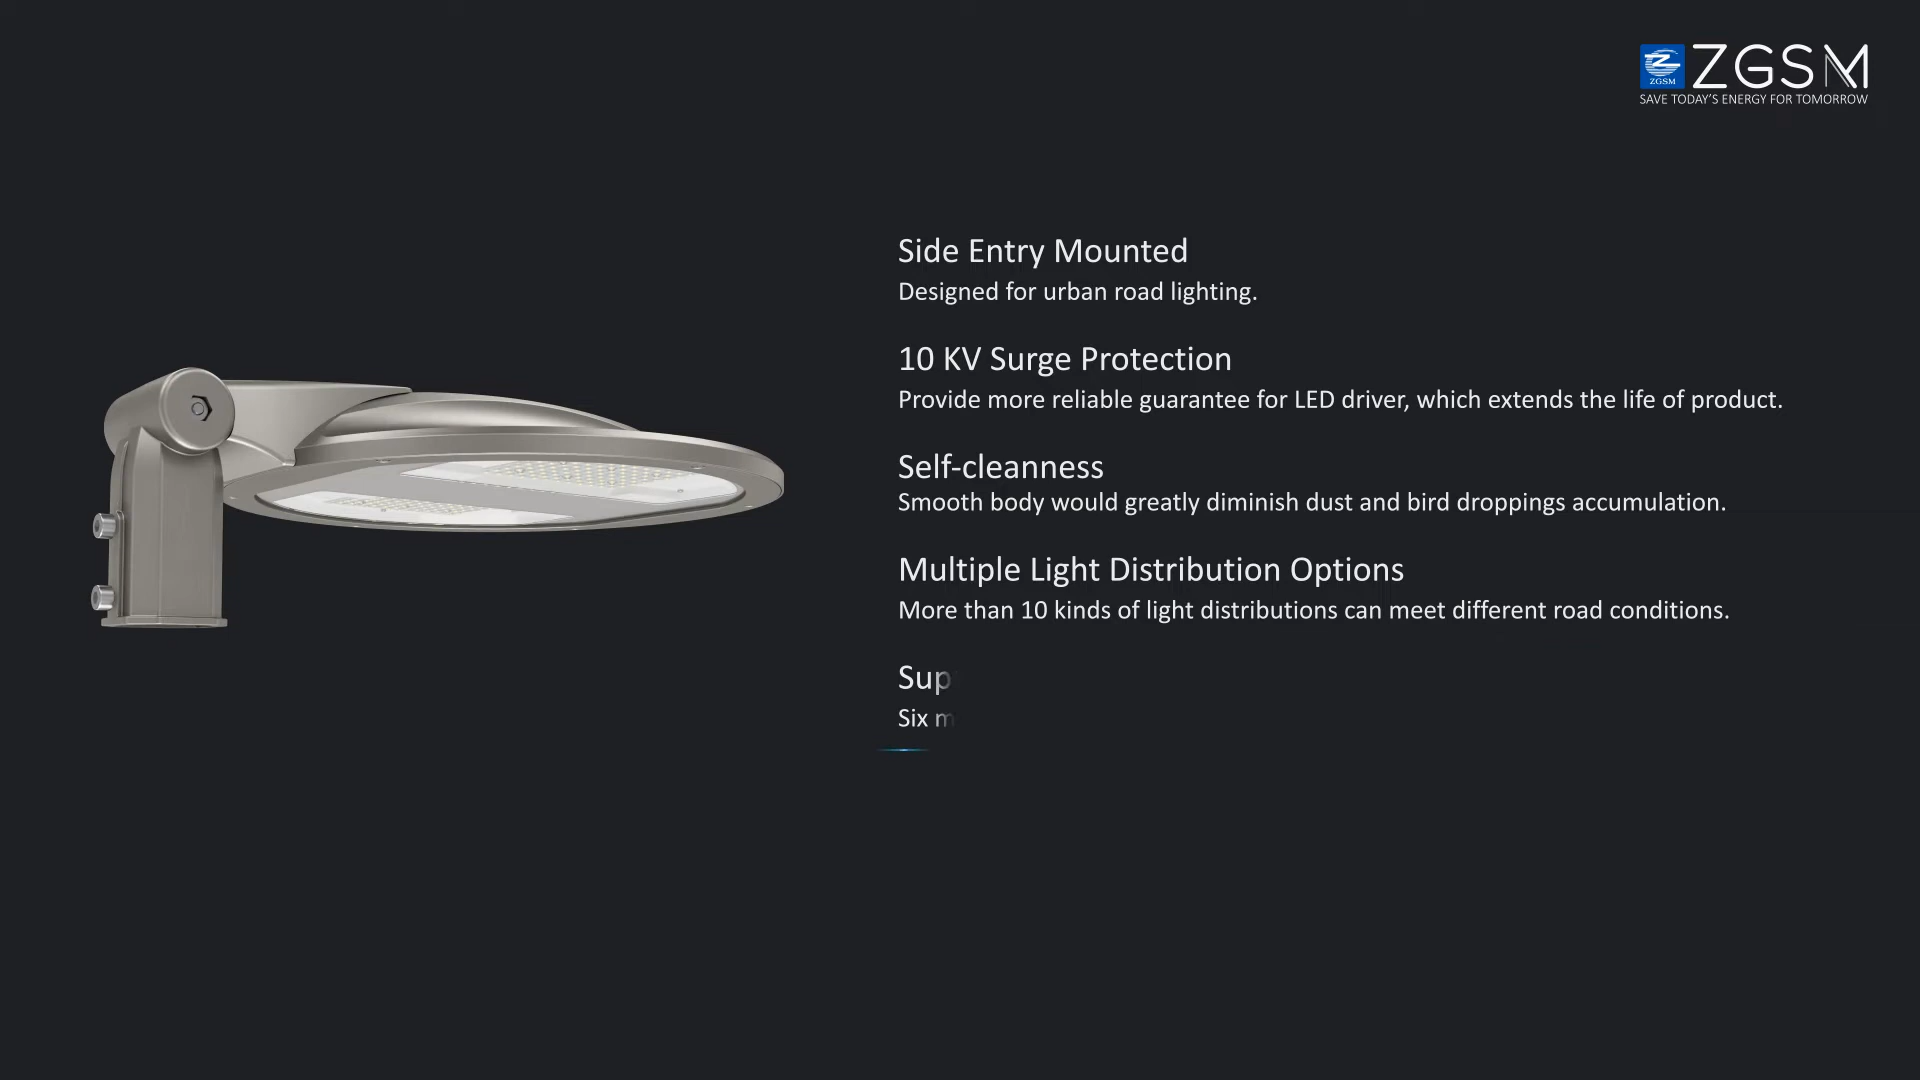 ZGSM
ZGSM
SAVE TODAY'S ENERGY FOR TOMORROW
Side Entry Mounted
Designed for urban road lighting.
10 KV Surge Protection
Provide more reliable guarantee for LED driver, which extends the life of product.
Self-cleanness
Smooth body would greatly diminish dust and bird droppings accumulation.
Multiple Light Distribution Options
More than 10 kinds of light distributions can meet different road conditions.
Sup
Six m